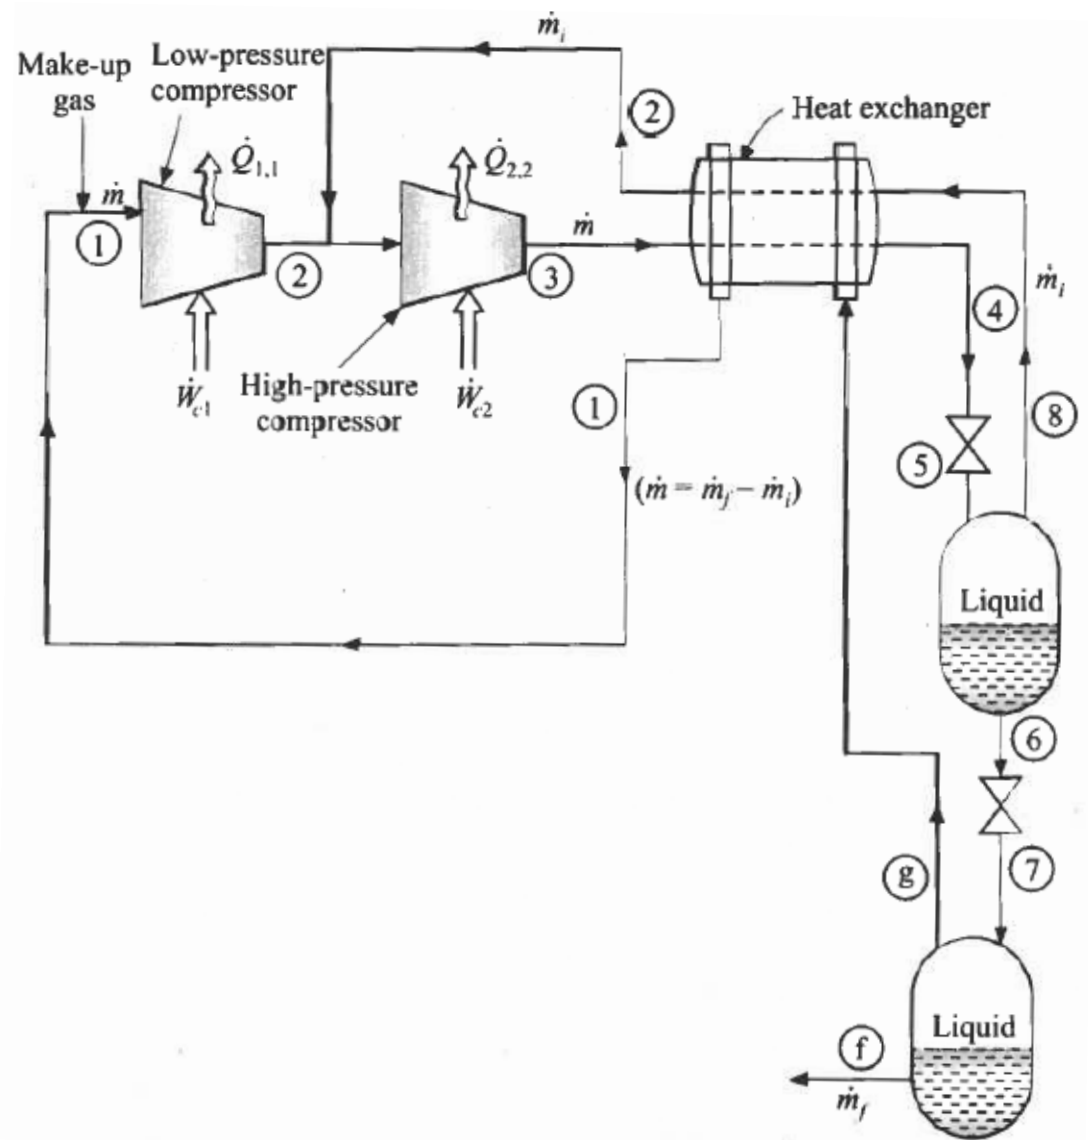 ṁᵢ
Make-up
gas
Low-pressure
compressor
Q̇₁,₁
Q̇₂,₂
②
Heat exchanger
ṁ
①
②
ṁ
③
Ẇc1
High-pressure
compressor
Ẇc2
①
(ṁ = ṁf − ṁᵢ)
ṁᵢ
④
⑧
⑤
Liquid
⑥
⑦
g
Liquid
f
ṁf